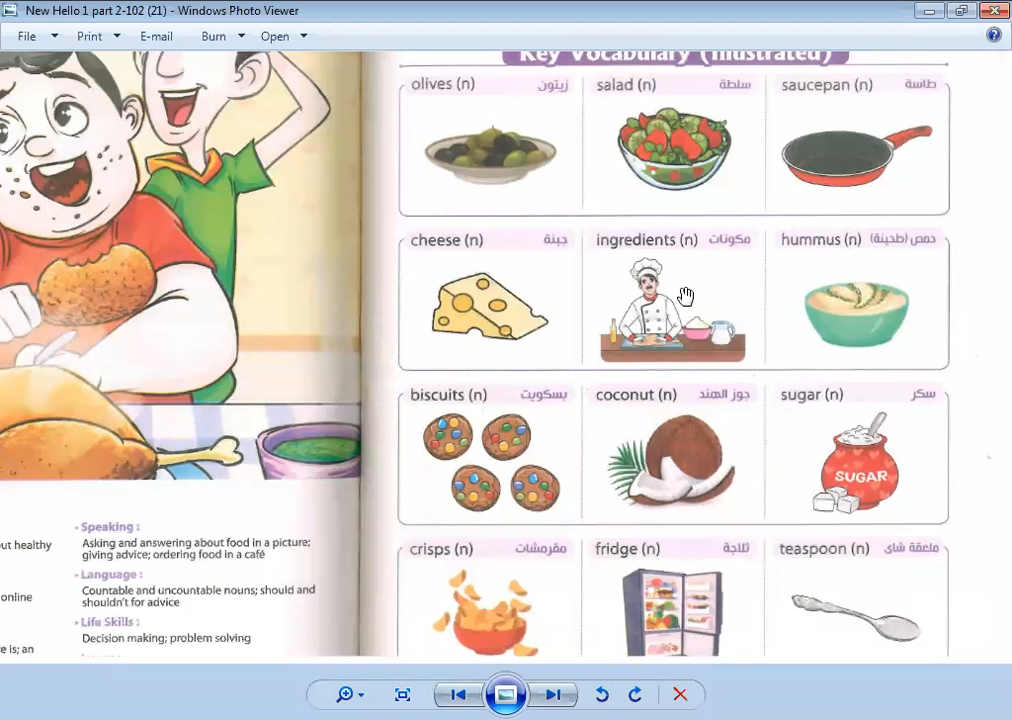 New Hello 1 part 2-102 (21) - Windows Photo Viewer
File Print E-mail Burn Open
Key Vocabulary (Illustrated)
olives (n) زيتون
salad (n) سلطة
saucepan (n) طاسة
cheese (n) جبنة
ingredients (n) مكونات
hummus (n) حمص (طحينة)
biscuits (n) بسكويت
coconut (n) جوز الهند
sugar (n) سكر
SUGAR
crisps (n) مقرمشات
fridge (n) ثلاجة
teaspoon (n) ملعقة شاى
out healthy
online
re is; an
• Speaking :
Asking and answering about food in a picture;
giving advice; ordering food in a café
• Language :
Countable and uncountable nouns; should and
shouldn't for advice
• Life Skills :
Decision making; problem solving